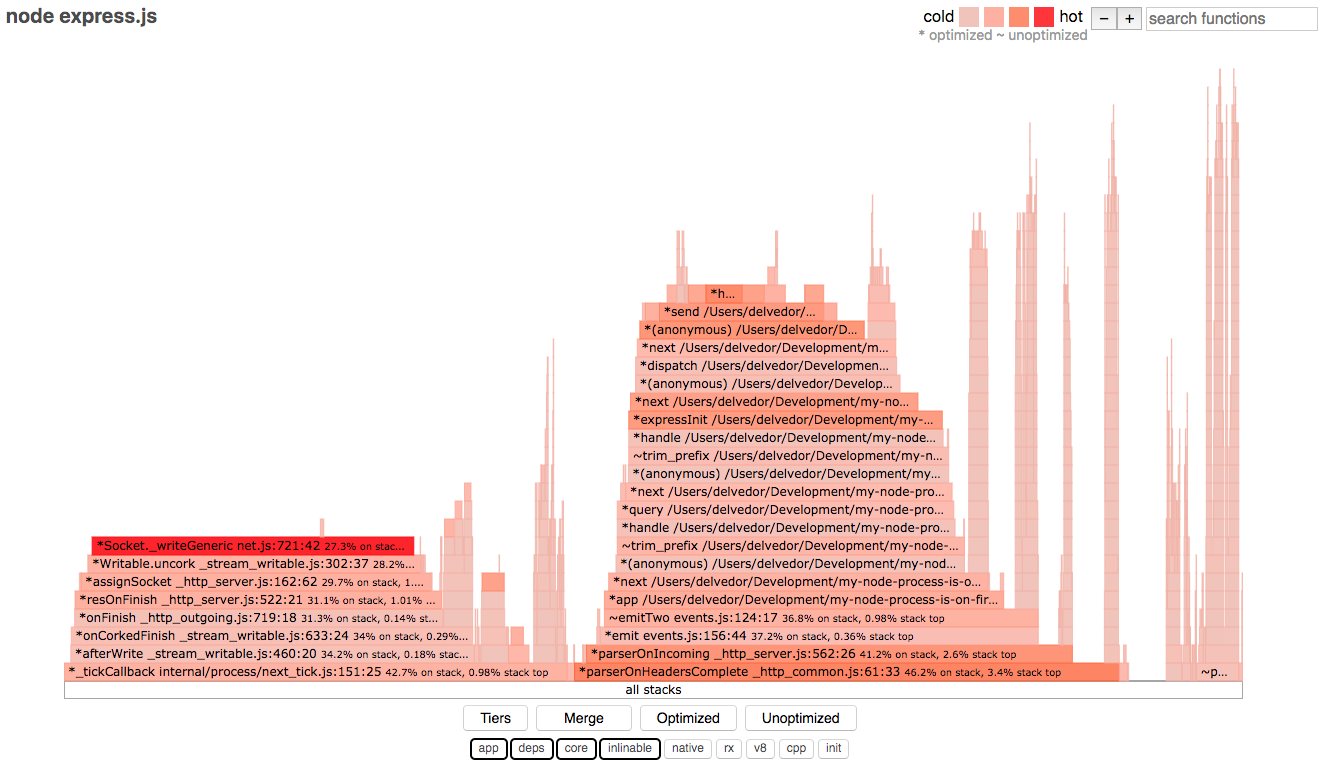 node express.js
cold hot − + search functions
* optimized ~ unoptimized
*h...
*send /Users/delvedor/...
*(anonymous) /Users/delvedor/D...
*next /Users/delvedor/Development/m...
*dispatch /Users/delvedor/Developmen...
*(anonymous) /Users/delvedor/Develop...
*next /Users/delvedor/Development/my-no...
*expressInit /Users/delvedor/Development/my-...
*handle /Users/delvedor/Development/my-node...
~trim_prefix /Users/delvedor/Development/my-n...
*(anonymous) /Users/delvedor/Development/my...
*next /Users/delvedor/Development/my-node-pro...
*query /Users/delvedor/Development/my-node-pro...
*handle /Users/delvedor/Development/my-node-pro...
*Socket._writeGeneric net.js:721:42 27.3% on stac...
~trim_prefix /Users/delvedor/Development/my-node-...
*Writable.uncork _stream_writable.js:302:37 28.2%...
*(anonymous) /Users/delvedor/Development/my-nod...
*assignSocket _http_server.js:162:62 29.7% on stack, 1....
*next /Users/delvedor/Development/my-node-process-is-o...
*resOnFinish _http_server.js:522:21 31.1% on stack, 1.01% ...
*app /Users/delvedor/Development/my-node-process-is-on-fir...
*onFinish _http_outgoing.js:719:18 31.3% on stack, 0.14% st...
~emitTwo events.js:124:17 36.8% on stack, 0.98% stack top
*onCorkedFinish _stream_writable.js:633:24 34% on stack, 0.29%...
*emit events.js:156:44 37.2% on stack, 0.36% stack top
*afterWrite _stream_writable.js:460:20 34.2% on stack, 0.18% stac...
*parserOnIncoming _http_server.js:562:26 41.2% on stack, 2.6% stack top
*_tickCallback internal/process/next_tick.js:151:25 42.7% on stack, 0.98% stack top
*parserOnHeadersComplete _http_common.js:61:33 46.2% on stack, 3.4% stack top
~p...
all stacks
Tiers Merge Optimized Unoptimized
app deps core inlinable native rx v8 cpp init